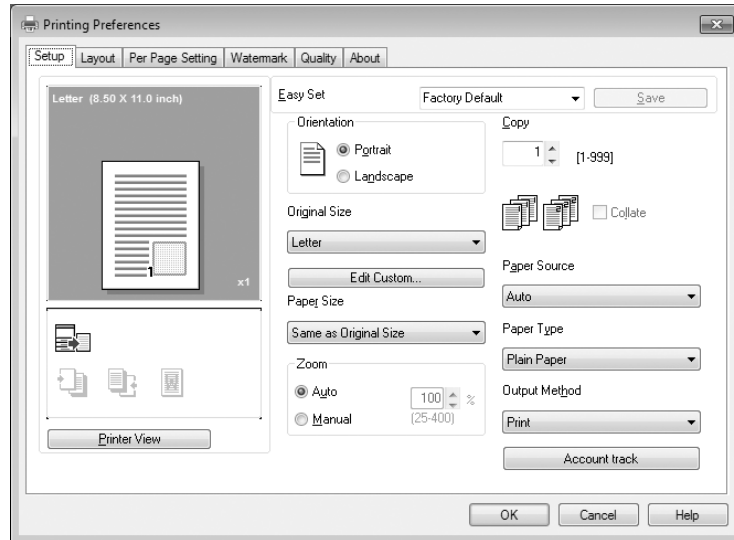 Printing Preferences
Setup Layout Per Page Setting Watermark Quality About
Letter (8.50 X 11.0 inch)
1
x1
Printer View
Easy Set Factory Default Save
Orientation
Portrait
Landscape
Original Size
Letter
Edit Custom...
Paper Size
Same as Original Size
Zoom
Auto
100 %
Manual
(25-400)
Copy
1 [1-999]
Collate
Paper Source
Auto
Paper Type
Plain Paper
Output Method
Print
Account track
OK Cancel Help